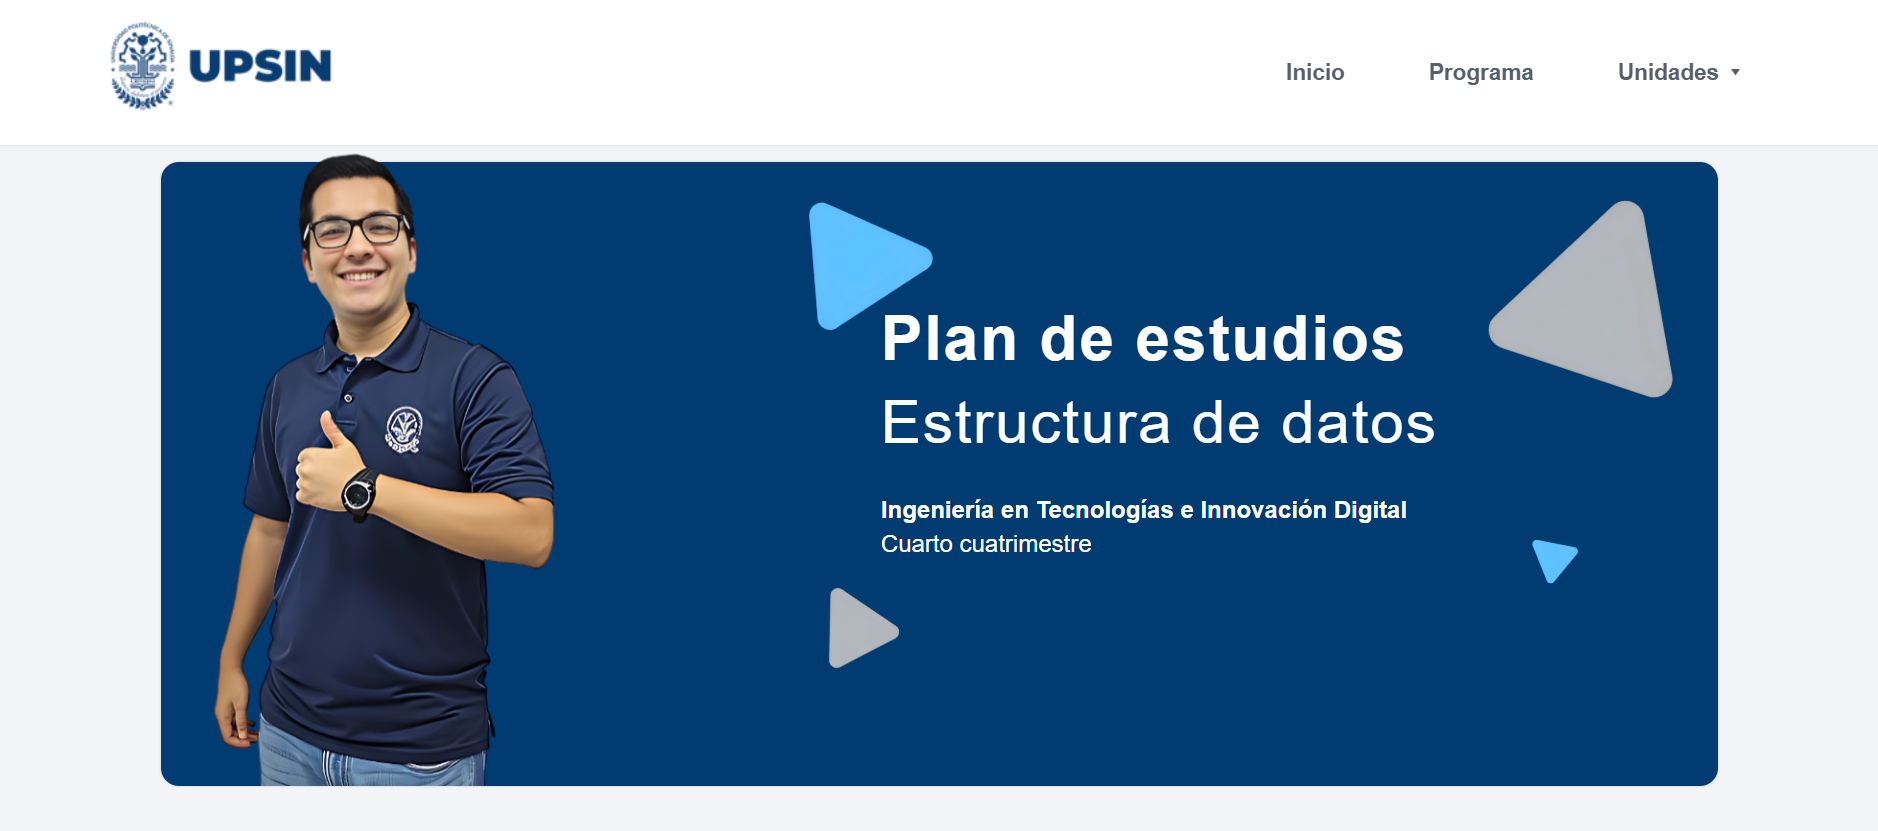 UPSIN
Inicio
Programa
Unidades
Plan de estudios
Estructura de datos
Ingeniería en Tecnologías e Innovación Digital
Cuarto cuatrimestre